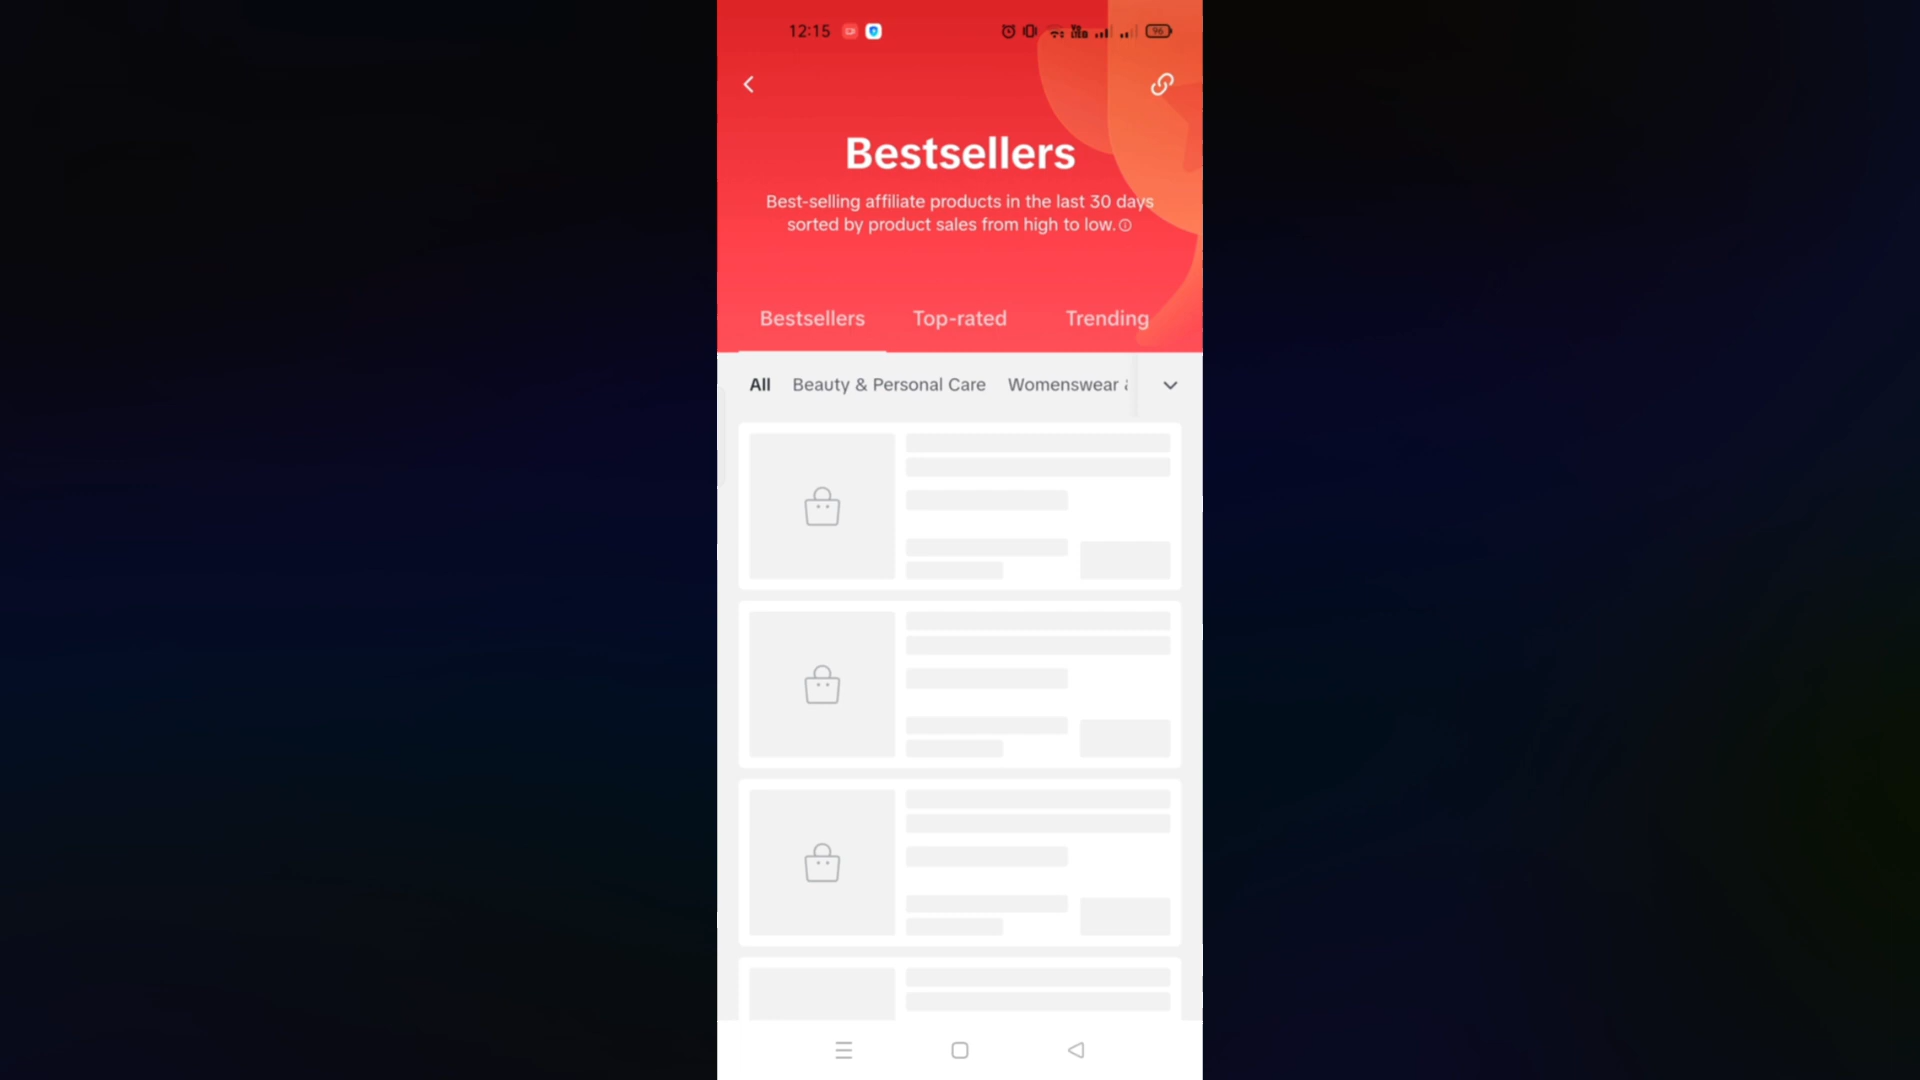 12:15
96
Bestsellers
Best-selling affiliate products in the last 30 days
sorted by product sales from high to low.
Bestsellers Top-rated Trending
All Beauty & Personal Care Womenswear